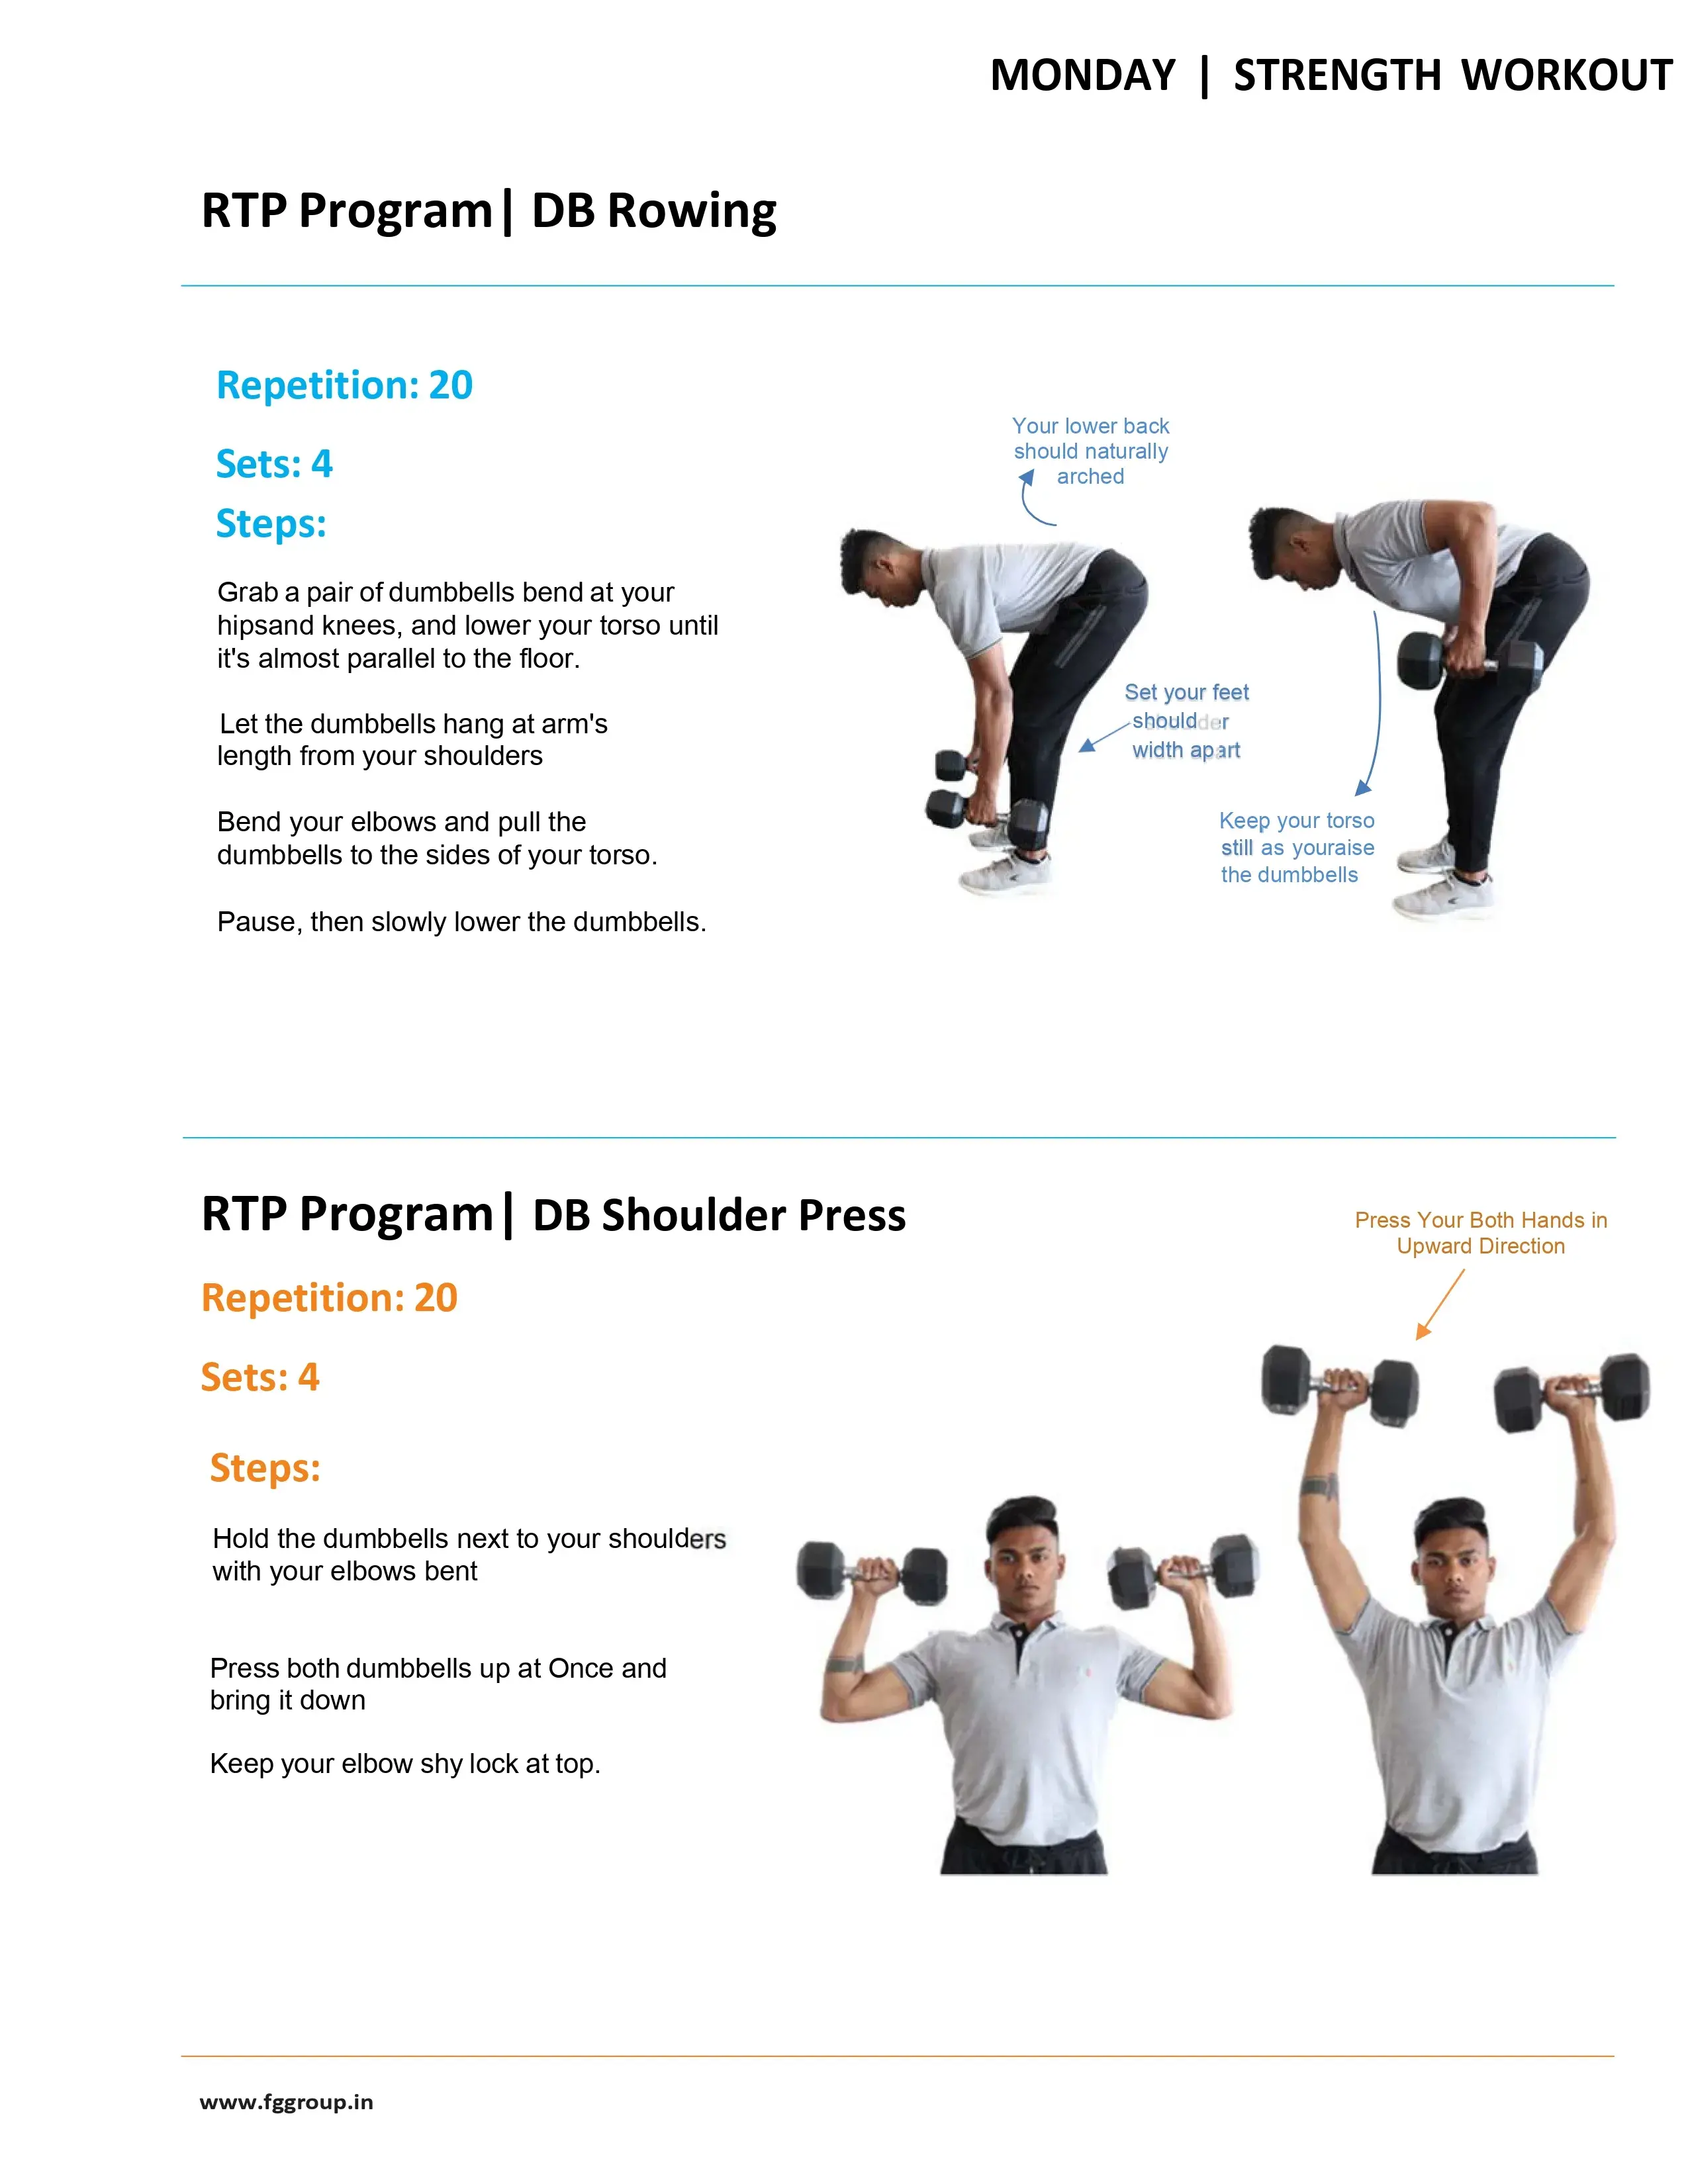 MONDAY | STRENGTH WORKOUT
RTP Program| DB Rowing
Repetition: 20
Sets: 4
Steps:
Grab a pair of dumbbells bend at your
hipsand knees, and lower your torso until
it's almost parallel to the floor.
Let the dumbbells hang at arm's
length from your shoulders
Bend your elbows and pull the
dumbbells to the sides of your torso.
Pause, then slowly lower the dumbbells.
Your lower back
should naturally
arched
Set your feet
shoulder
width apart
Keep your torso
still as youraise
the dumbbells
RTP Program| DB Shoulder Press
Repetition: 20
Sets: 4
Steps:
Hold the dumbbells next to your shoulders
with your elbows bent
Press both dumbbells up at Once and
bring it down
Keep your elbow shy lock at top.
Press Your Both Hands in
Upward Direction
www.fggroup.in